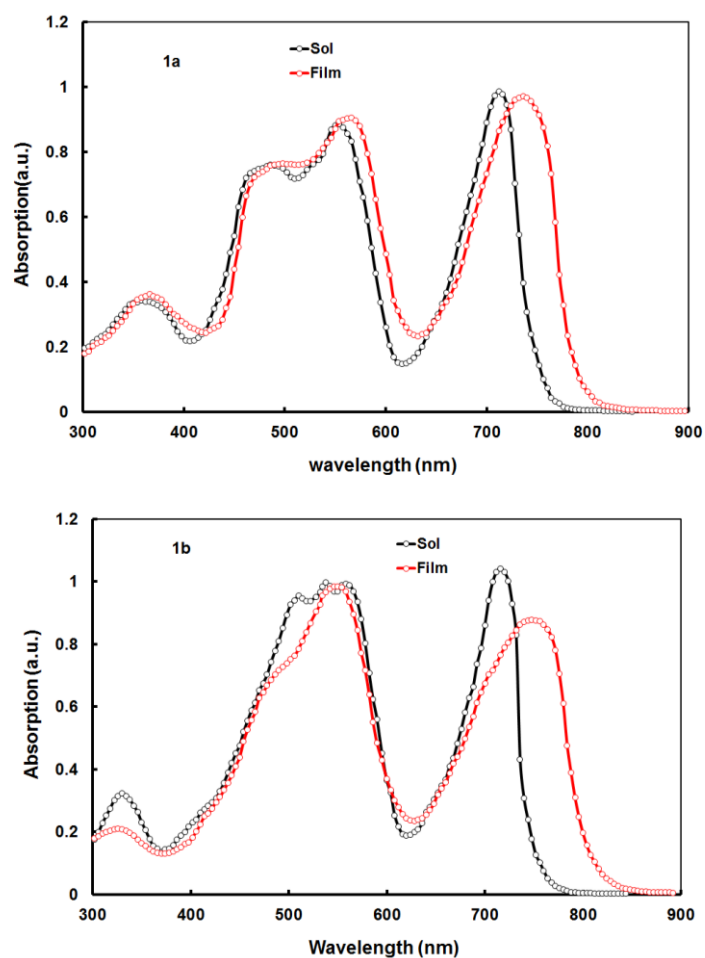 1.2
1a
Sol
Film
1
0.8
0.6
0.4
0.2
0
Absorption(a.u.)
300 400 500 600 700 800 900
wavelength (nm)
1.2
1b
Sol
Film
1
0.8
0.6
0.4
0.2
0
Absorption (a.u.)
300 400 500 600 700 800 900
Wavelength (nm)